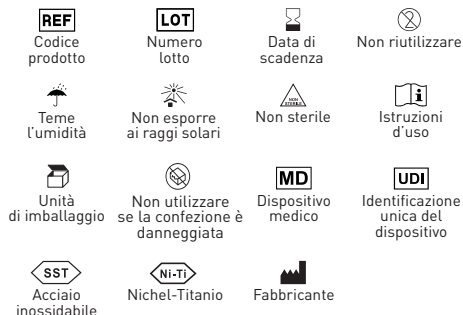 REF
LOT
2
Codice
prodotto
Numero
lotto
Data di
scadenza
Non riutilizzare
NON
STERILE
i
Teme
l'umidità
Non esporre
ai raggi solari
Non sterile
Istruzioni
d'uso
MD
UDI
Unità
di imballaggio
Non utilizzare
se la confezione è
danneggiata
Dispositivo
medico
Identificazione
unica del
dispositivo
SST
Ni-Ti
Acciaio
inossidabile
Nichel-Titanio
Fabbricante